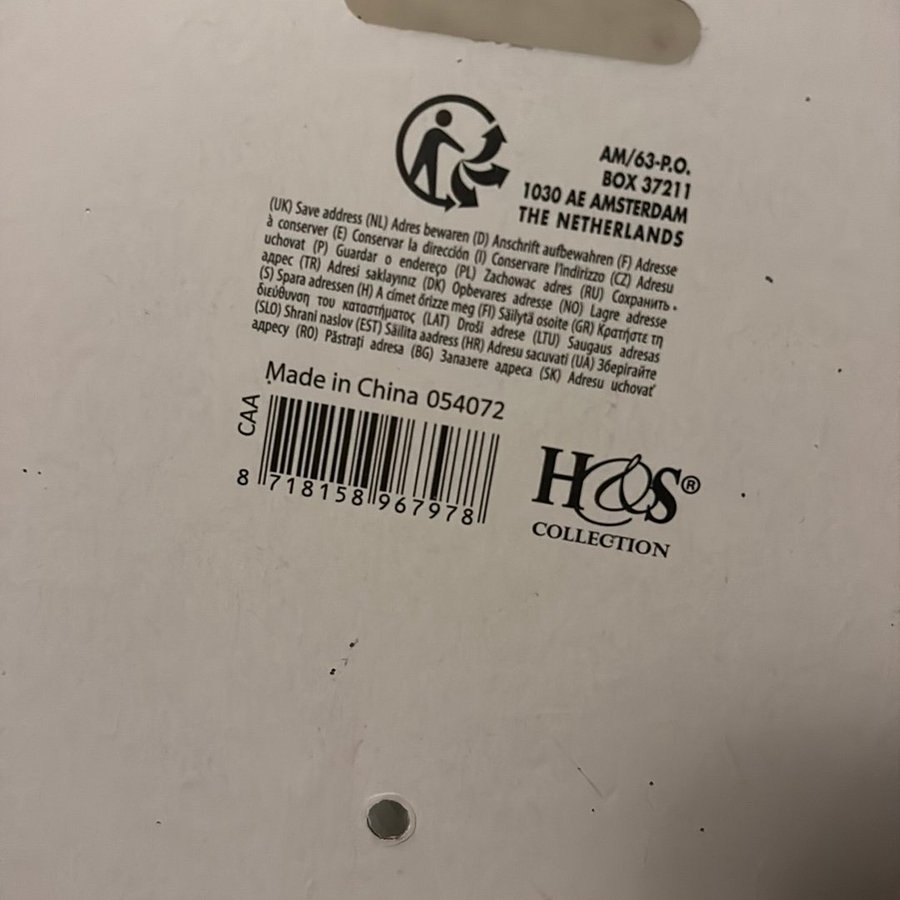 AM/63-P.O.
BOX 37211
1030 AE AMSTERDAM
THE NETHERLANDS
(UK) Save address (NL) Adres bewaren (D) Anschrift aufbewahren (F) Adresse
à conserver (E) Conservar la dirección (I) Conservare l'indirizzo (CZ) Adresu
uchovat (P) Guardar o endereço (PL) Zachowac adres (RU) Сохранить •
адрес (TR) Adresi saklayınız (DK) Opbevares adresse (NO) Lagre adresse
(S) Spara adressen (H) A címet őrizze meg (FI) Säilytä osoite (GR) Κρατήστε τη
διεύθυνση του καταστήματος (LAT) Droši adrese (LTU) Saugaus adresas
(SLO) Shrani naslov (EST) Säilita aadress (HR) Adresu sacuvati (UA) Зберігайте
адресу (RO) Păstraţi adresa (BG) Запазете адреса (SK) Adresu uchovať
Made in China 054072
CAA
8 718158 967978
H&S®
COLLECTION